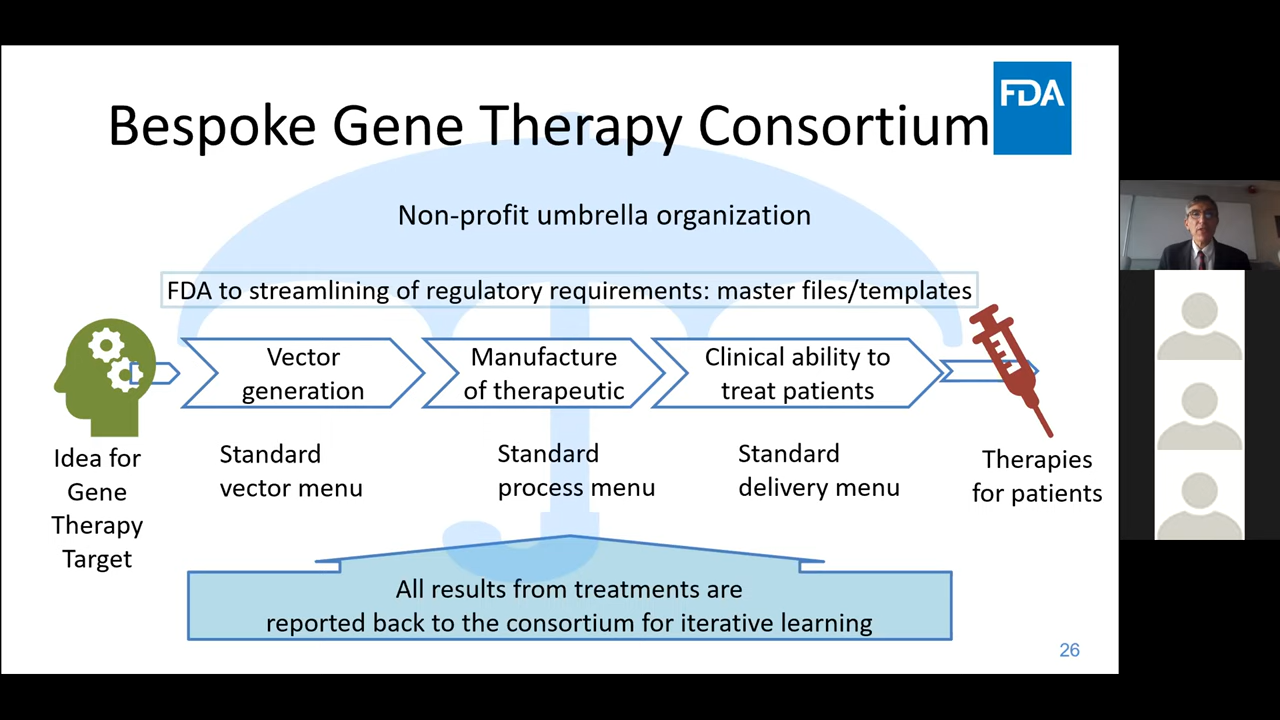 Bespoke Gene Therapy Consortium
FDA
Non-profit umbrella organization
FDA to streamlining of regulatory requirements: master files/templates
Vector
generation
Manufacture
of therapeutic
Clinical ability to
treat patients
Idea for
Gene
Therapy
Target
Standard
vector menu
Standard
process menu
Standard
delivery menu
Therapies
for patients
All results from treatments are
reported back to the consortium for iterative learning
26